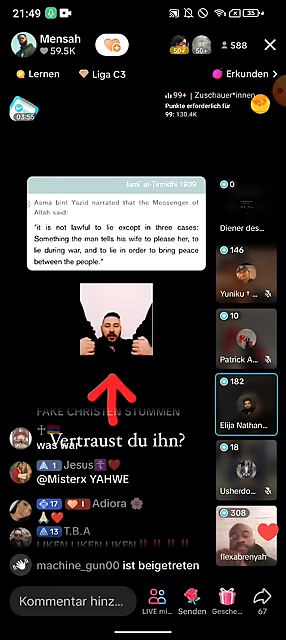 21:49
35
Mensah
59.5K
50+
50+
588
Lernen
Liga C3
Erkunden
03:55
99+ | Zuschauer*innen
Punkte erforderlich für
99: 130.4K
Jami` at-Tirmidhi 1939
Asma bint Yazid narrated that the Messenger of
Allah said:
"it is not lawful to lie except in three cases:
Something the man tells his wife to please her, to
lie during war, and to lie in order to bring peace
between the people."
0
Diener des...
146
Yuniku
10
Patrick A...
182
Elija Nathan...
18
Usherdo...
308
flexabrenyah
FAKE CHRISTEN STUMMEN
was wa
Vertraust du ihn?
1 Jesus
@Misterx YAHWE
17 1 Adiora
13 T.B.A
LIKEN LIKEN LIKEN
machine_gun00 ist beigetreten
Kommentar hinz...
LIVE mi...
Senden
Gesche...
67